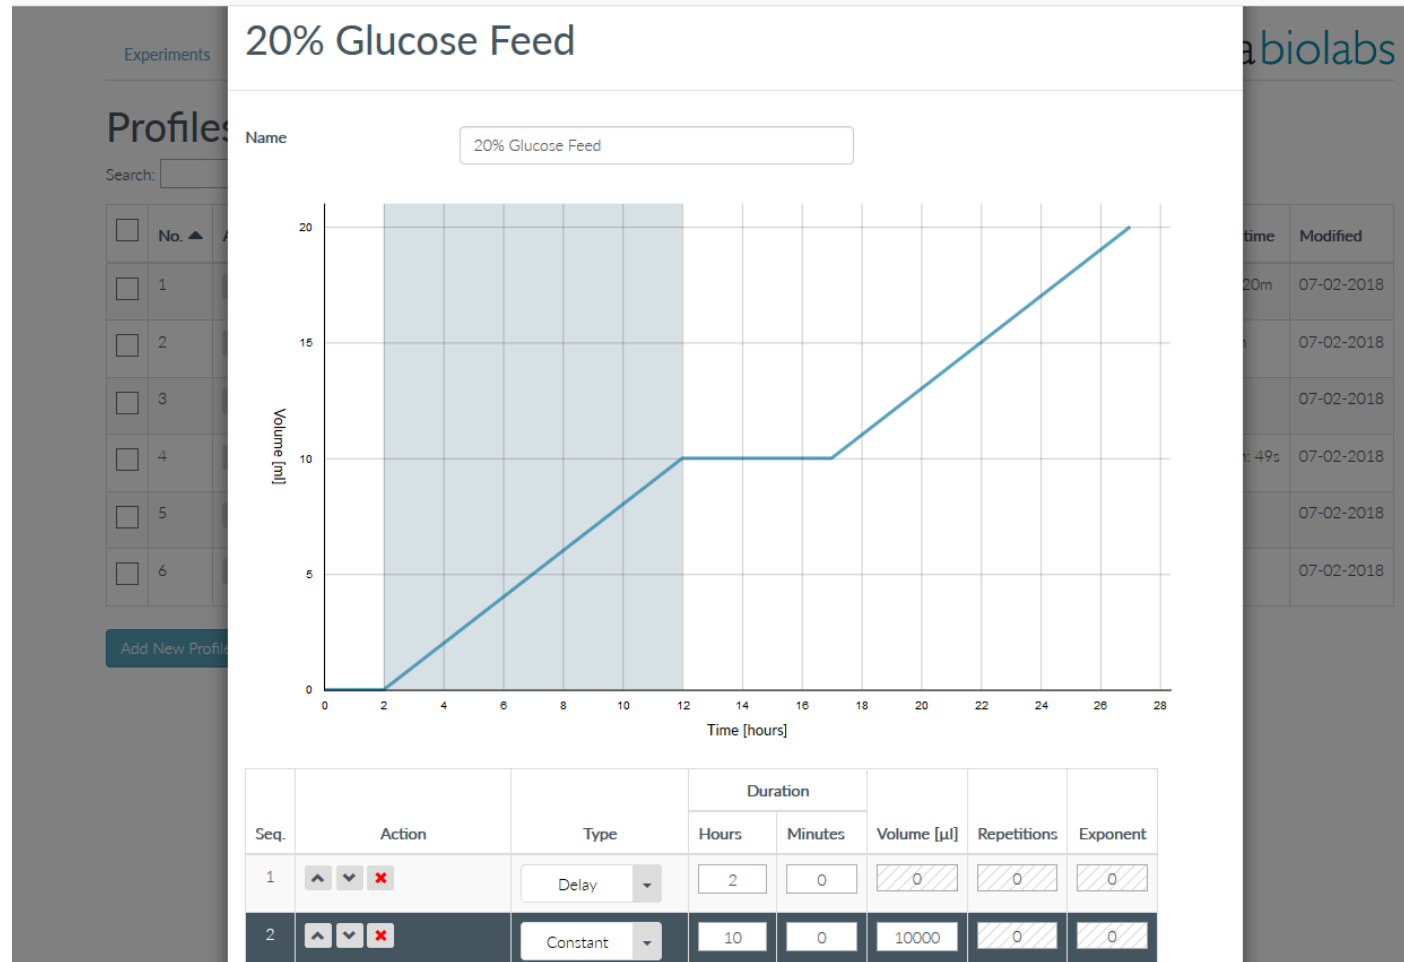 20% Glucose Feed
Experiments
biolabs
Profiles
Search:
Name
20% Glucose Feed
No.
time
Modified
1
20m
07-02-2018
2
07-02-2018
3
07-02-2018
4
: 49s
07-02-2018
5
07-02-2018
6
07-02-2018
Add New Profile
20
15
10
5
0
Volume [ml]
0 2 4 6 8 10 12 14 16 18 20 22 24 26 28
Time [hours]
Duration
Seq. Action Type Hours Minutes Volume [µl] Repetitions Exponent
1 Delay 2 0 0 0 0
2 Constant 10 0 10000 0 0